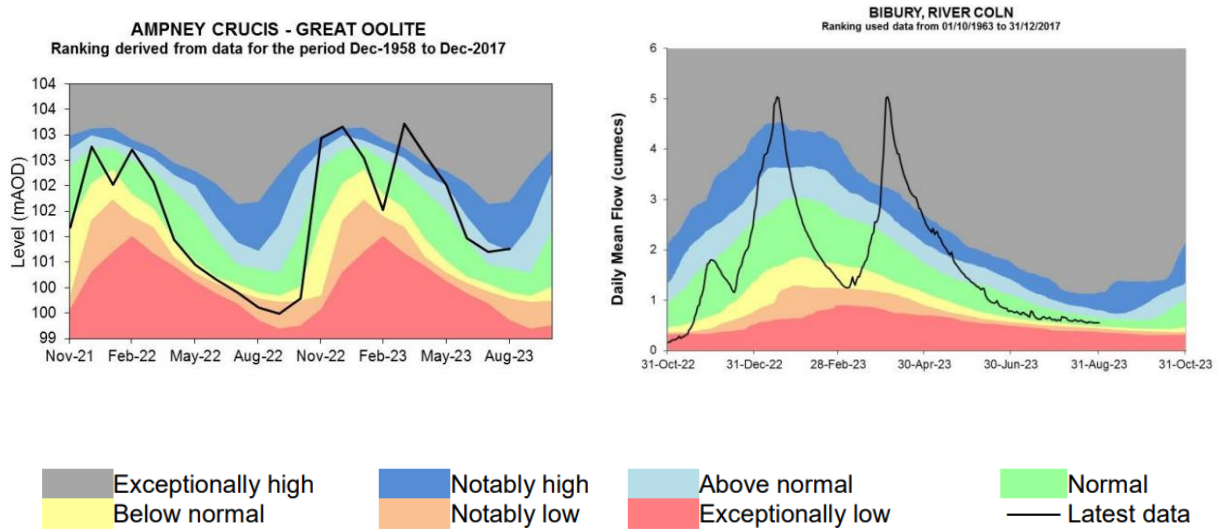 AMPNEY CRUCIS - GREAT OOLITE
Ranking derived from data for the period Dec-1958 to Dec-2017
Level (mAOD)
104
104
103
103
102
102
101
101
100
100
99
Nov-21 Feb-22 May-22 Aug-22 Nov-22 Feb-23 May-23 Aug-23
BIBURY, RIVER COLN
Ranking used data from 01/10/1963 to 31/12/2017
Daily Mean Flow (cumecs)
6
5
4
3
2
1
0
31-Oct-22 31-Dec-22 28-Feb-23 30-Apr-23 30-Jun-23 31-Aug-23 31-Oct-23
Exceptionally high Notably high Above normal Normal
Below normal Notably low Exceptionally low Latest data